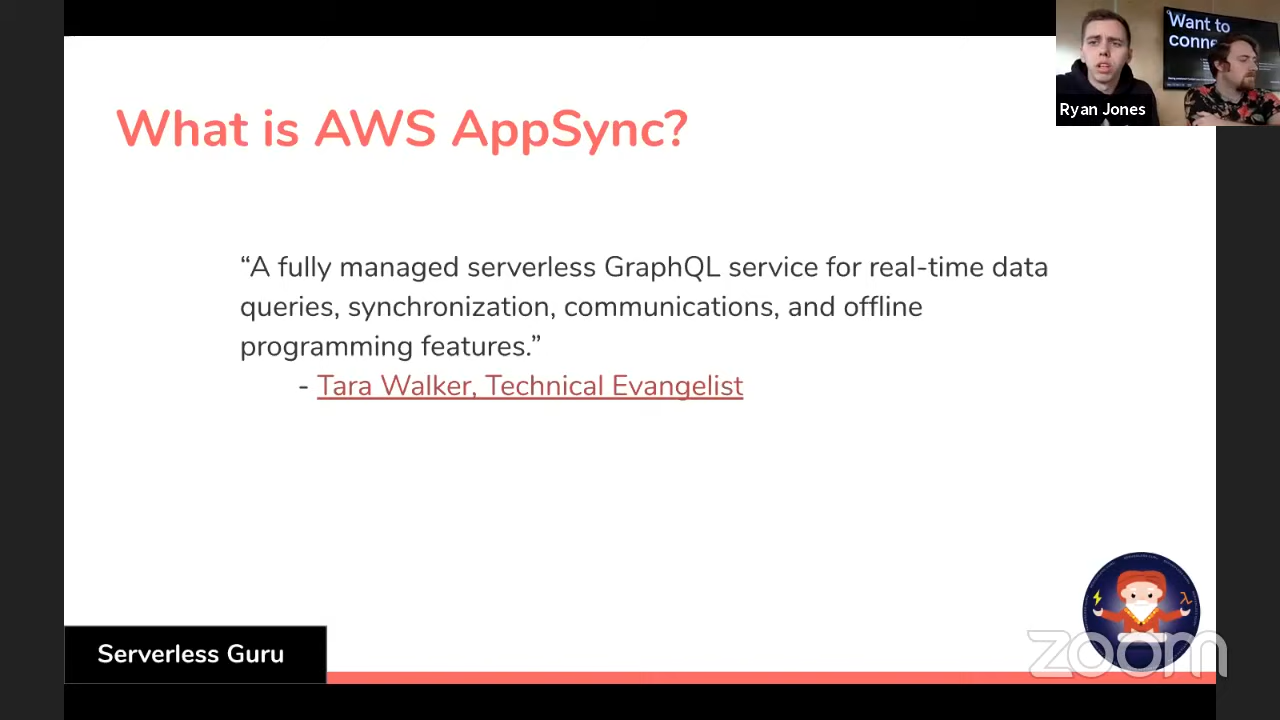 Want to
Ryan Jones
What is AWS AppSync?
“A fully managed serverless GraphQL service for real-time data
queries, synchronization, communications, and offline
programming features.”
- Tara Walker, Technical Evangelist
Serverless Guru
zoom